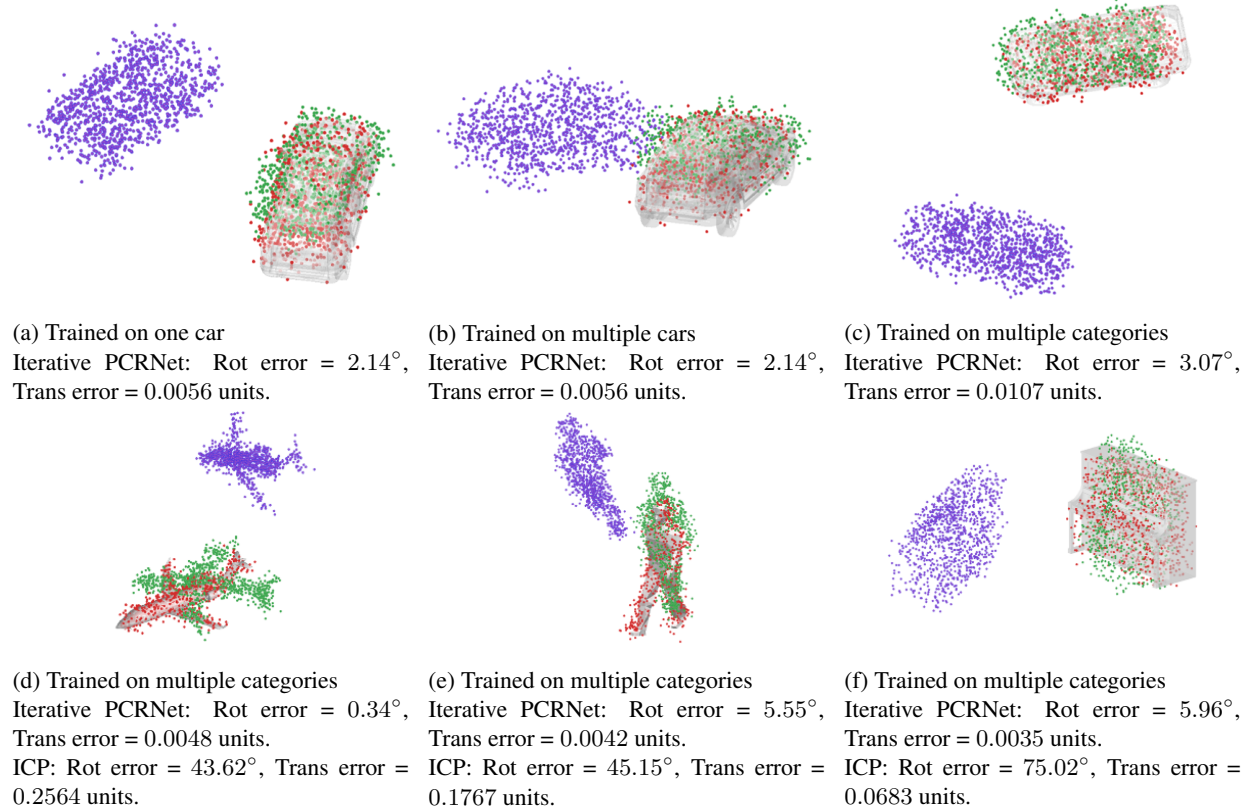 (a) Trained on one car
Iterative PCRNet: Rot error = 2.14°,
Trans error = 0.0056 units.
(b) Trained on multiple cars
Iterative PCRNet: Rot error = 2.14°,
Trans error = 0.0056 units.
(c) Trained on multiple categories
Iterative PCRNet: Rot error = 3.07°,
Trans error = 0.0107 units.
(d) Trained on multiple categories
Iterative PCRNet: Rot error = 0.34°,
Trans error = 0.0048 units.
ICP: Rot error = 43.62°, Trans error =
0.2564 units.
(e) Trained on multiple categories
Iterative PCRNet: Rot error = 5.55°,
Trans error = 0.0042 units.
ICP: Rot error = 45.15°, Trans error =
0.1767 units.
(f) Trained on multiple categories
Iterative PCRNet: Rot error = 5.96°,
Trans error = 0.0035 units.
ICP: Rot error = 75.02°, Trans error =
0.0683 units.